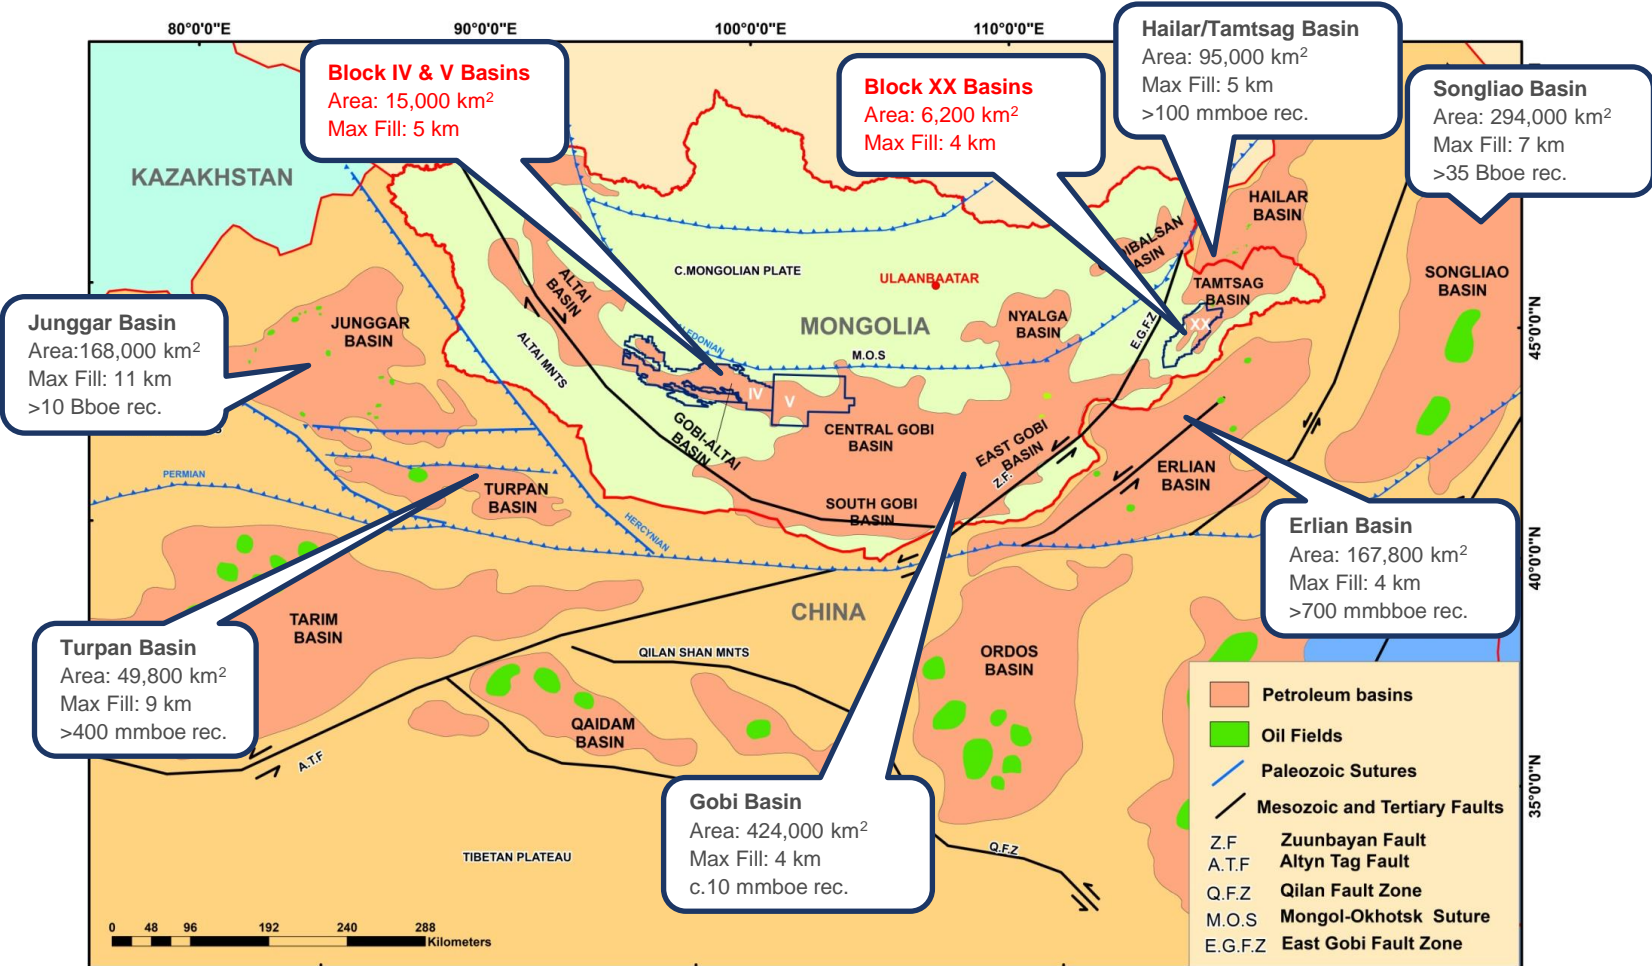 80°0'0"E
90°0'0"E
100°0'0"E
110°0'0"E
Block IV & V Basins
Area: 15,000 km²
Max Fill: 5 km
Block XX Basins
Area: 6,200 km²
Max Fill: 4 km
Hailar/Tamtsag Basin
Area: 95,000 km²
Max Fill: 5 km
>100 mmboe rec.
Songliao Basin
Area: 294,000 km²
Max Fill: 7 km
>35 Bboe rec.
KAZAKHSTAN
HAILAR
BASIN
C.MONGOLIAN PLATE
ULAANBAATAR
MONGOLIA
ALTAI
BASIN
ALTAI MNTS
M.O.S
NYALGA
BASIN
E.G.F.Z
TAMTSAG
BASIN
XX
SONGLIAO
BASIN
45°0'0"N
Junggar Basin
Area:168,000 km²
Max Fill: 11 km
>10 Bboe rec.
JUNGGAR
BASIN
IV
V
GOBI-ALTAI
BASIN
CENTRAL GOBI
BASIN
EAST GOBI
BASIN
Z.F.
SOUTH GOBI
BASIN
ERLIAN
BASIN
PERMIAN
TURPAN
BASIN
HERCYNIAN
Erlian Basin
Area: 167,800 km²
Max Fill: 4 km
>700 mmbboe rec.
40°0'0"N
TARIM
BASIN
CHINA
Turpan Basin
Area: 49,800 km²
Max Fill: 9 km
>400 mmboe rec.
QILAN SHAN MNTS
ORDOS
BASIN
QAIDAM
BASIN
A.T.F
Gobi Basin
Area: 424,000 km²
Max Fill: 4 km
c.10 mmboe rec.
TIBETAN PLATEAU
Q.F.Z
35°0'0"N
Petroleum basins
Oil Fields
Paleozoic Sutures
Mesozoic and Tertiary Faults
Z.F Zuunbayan Fault
A.T.F Altyn Tag Fault
Q.F.Z Qilan Fault Zone
M.O.S Mongol-Okhotsk Suture
E.G.F.Z East Gobi Fault Zone
0 48 96 192 240 288
Kilometers